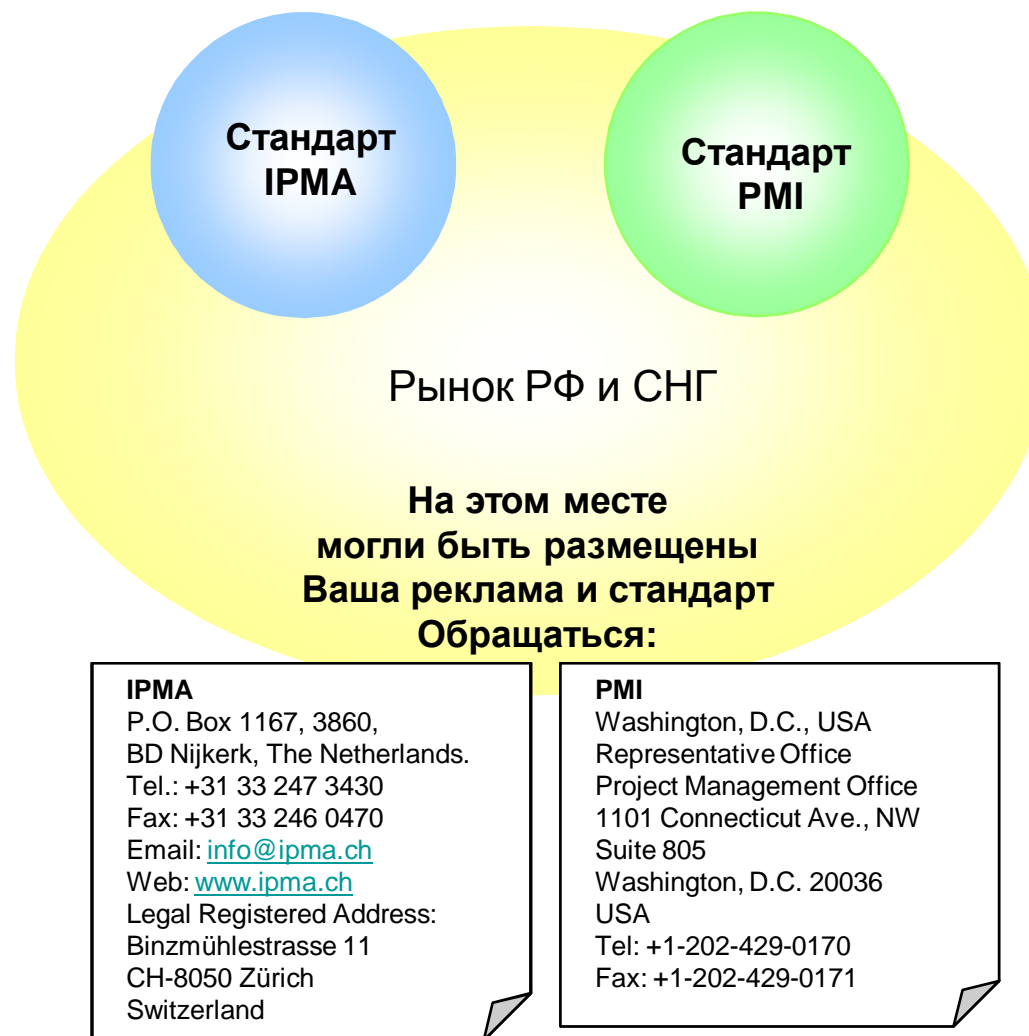 Стандарт
IPMA
Стандарт
PMI
Рынок РФ и СНГ
На этом месте
могли быть размещены
Ваша реклама и стандарт
Обращаться:
IPMA
P.O. Box 1167, 3860,
BD Nijkerk, The Netherlands.
Tel.: +31 33 247 3430
Fax: +31 33 246 0470
Email: info@ipma.ch
Web: www.ipma.ch
Legal Registered Address:
Binzmühlestrasse 11
CH-8050 Zürich
Switzerland
PMI
Washington, D.C., USA
Representative Office
Project Management Office
1101 Connecticut Ave., NW
Suite 805
Washington, D.C. 20036
USA
Tel: +1-202-429-0170
Fax: +1-202-429-0171